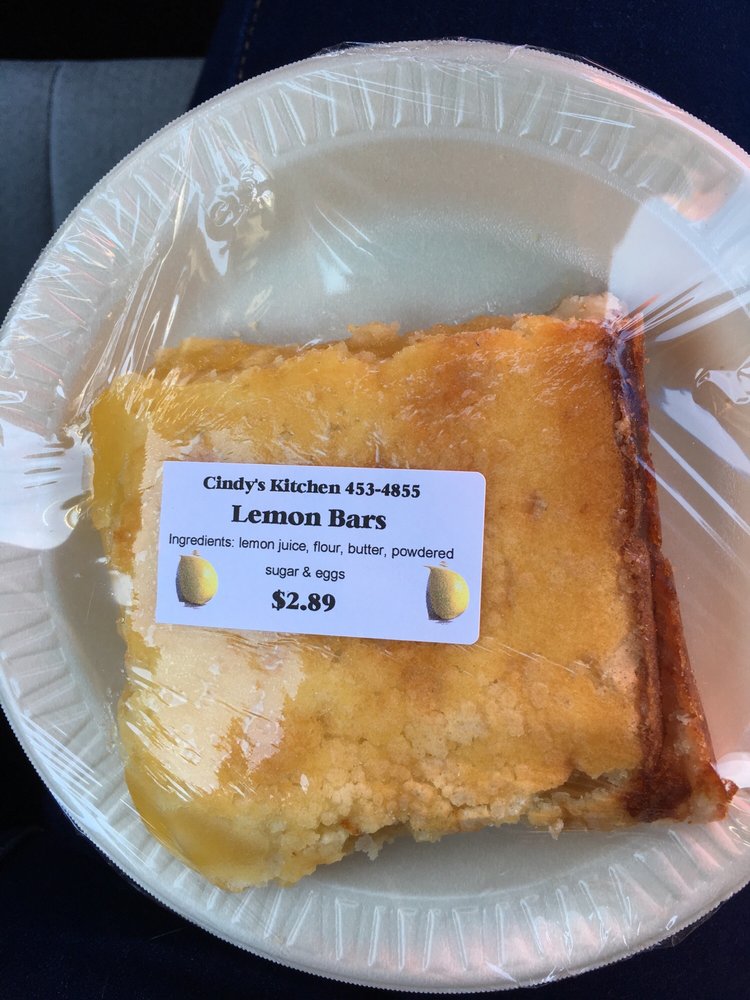 Cindy's Kitchen 453-4855
Lemon Bars
Ingredients: lemon juice, flour, butter, powdered
sugar & eggs
$2.89